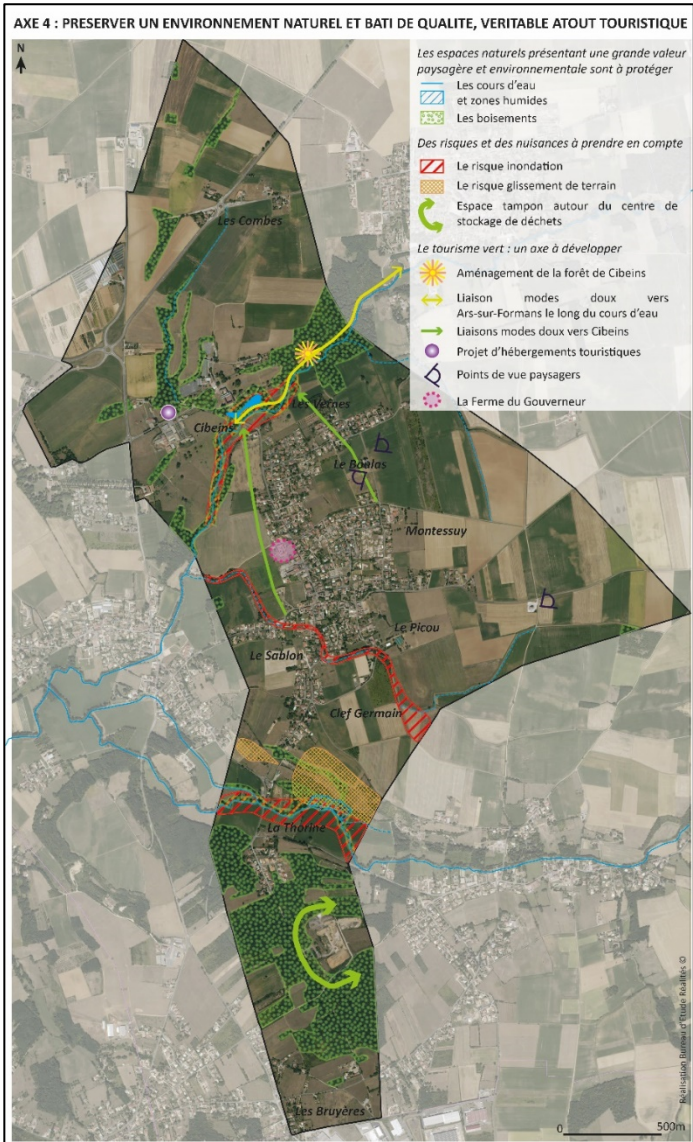 AXE 4 : PRESERVER UN ENVIRONNEMENT NATUREL ET BATI DE QUALITE, VERITABLE ATOUT TOURISTIQUE
N
Les espaces naturels présentant une grande valeur
paysagère et environnementale sont à protéger
Les cours d'eau
et zones humides
Les boisements
Des risques et des nuisances à prendre en compte
Le risque inondation
Le risque glissement de terrain
Espace tampon autour du centre de
stockage de déchets
Le tourisme vert : un axe à développer
Aménagement de la forêt de Cibeins
Liaison modes doux vers
Ars-sur-Formans le long du cours d'eau
Liaisons modes doux vers Cibeins
Projet d'hébergements touristiques
Points de vue paysagers
La Ferme du Gouverneur
Les Combes
Les Vernes
Cibeins
Le Boulas
Montessuy
Le Picou
Le Sablon
Clef Germain
La Thorine
Les Bruyères
Réalisation Bureau d'Etude Réalités ©
0 500m